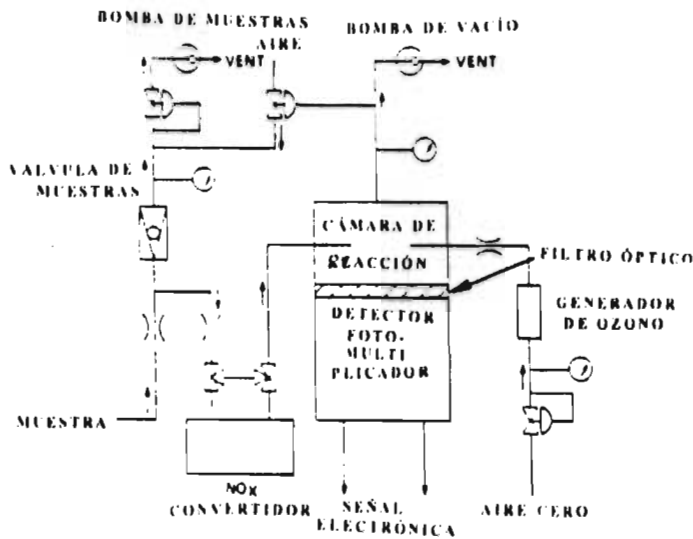 BOMBA DE MUESTRAS
AIRE
BOMBA DE VACÍO
VENT
VENT
VÁLVULA DE
MUESTRAS
CÁMARA DE
REACCIÓN
FILTRO ÓPTICO
DETECTOR
FOTO-
MULTI
PLICADOR
GENERADOR
DE OZONO
MUESTRA
NOX
CONVERTIDOR
SEÑAL
ELECTRÓNICA
AIRE CERO